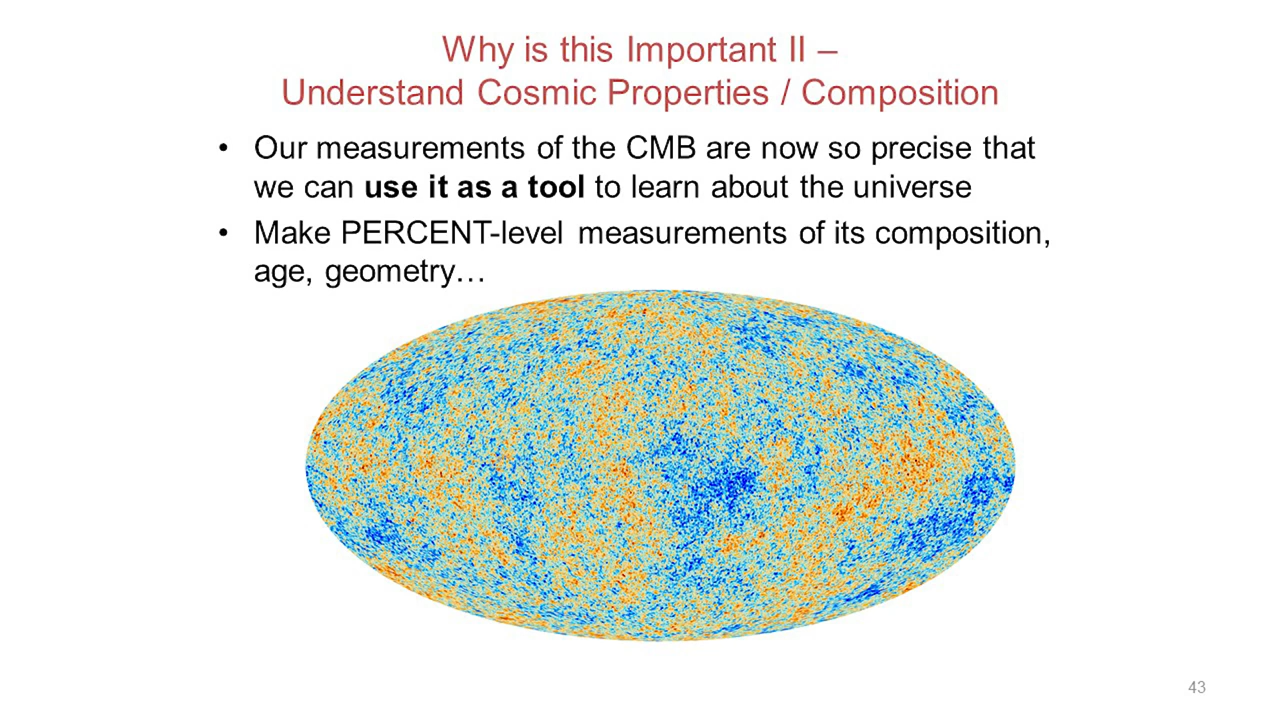 Why is this Important II –
Understand Cosmic Properties / Composition
• Our measurements of the CMB are now so precise that
we can use it as a tool to learn about the universe
• Make PERCENT-level measurements of its composition,
age, geometry…
43